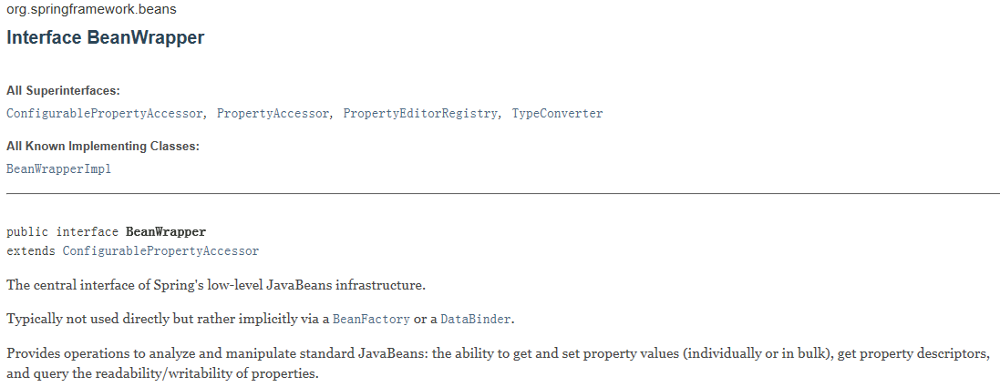 org.springframework.beans
Interface BeanWrapper
All Superinterfaces:
ConfigurablePropertyAccessor, PropertyAccessor, PropertyEditorRegistry, TypeConverter
All Known Implementing Classes:
BeanWrapperImpl
public interface BeanWrapper
extends ConfigurablePropertyAccessor
The central interface of Spring's low-level JavaBeans infrastructure.
Typically not used directly but rather implicitly via a BeanFactory or a DataBinder.
Provides operations to analyze and manipulate standard JavaBeans: the ability to get and set property values (individually or in bulk), get property descriptors,
and query the readability/writability of properties.